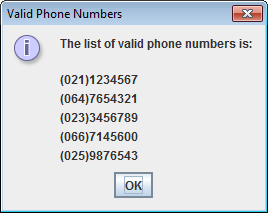 Valid Phone Numbers
The list of valid phone numbers is:
(021)1234567
(064)7654321
(023)3456789
(066)7145600
(025)9876543
OK